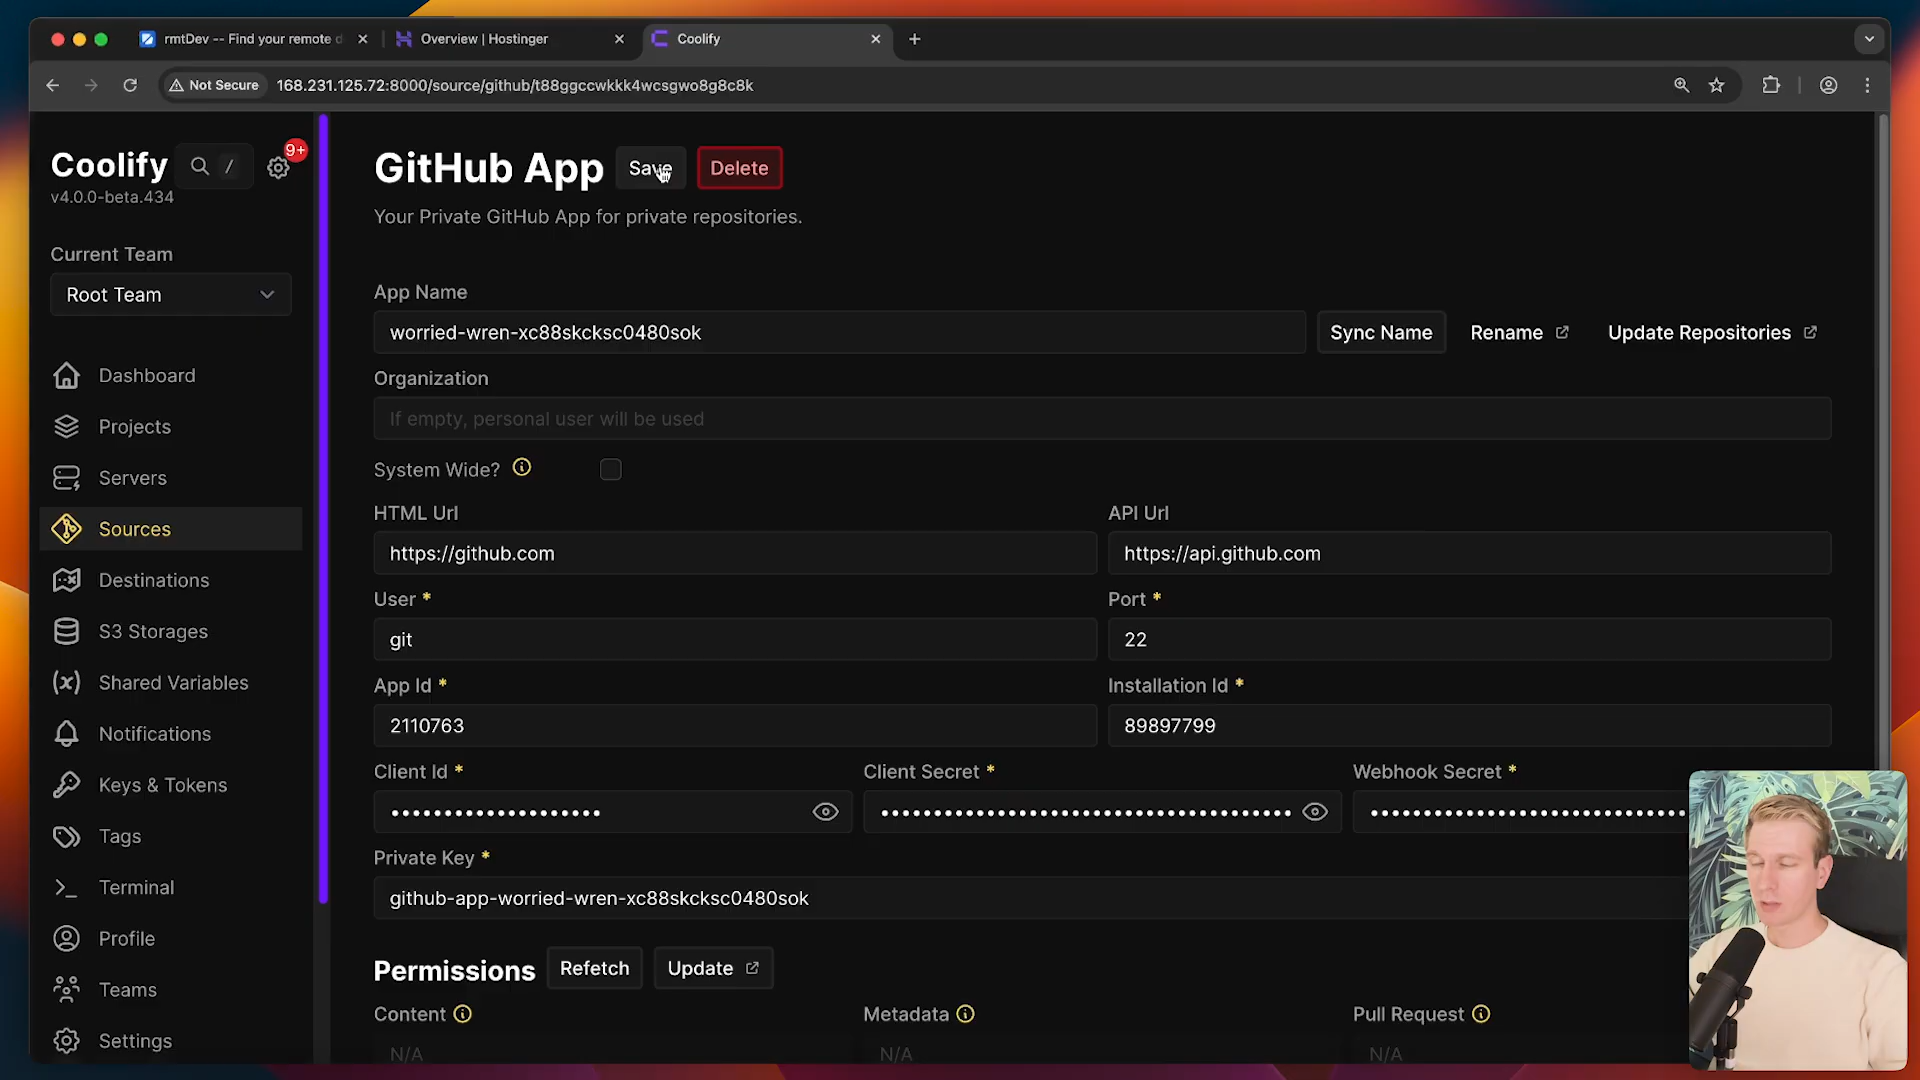 rmtDev -- Find your remote d
Overview | Hostinger
Coolify
Not Secure
168.231.125.72:8000/source/github/t88ggccwkkk4wcsgwo8g8c8k
Coolify
/
9+
v4.0.0-beta.434
Current Team
Root Team
Dashboard
Projects
Servers
Sources
Destinations
S3 Storages
Shared Variables
Notifications
Keys & Tokens
Tags
Terminal
Profile
Teams
Settings
GitHub App
Save
Delete
Your Private GitHub App for private repositories.
App Name
worried-wren-xc88skcksc0480sok
Sync Name
Rename
Update Repositories
Organization
If empty, personal user will be used
System Wide?
HTML Url
API Url
https://github.com
https://api.github.com
User *
Port *
git
22
App Id *
Installation Id *
2110763
89897799
Client Id *
Client Secret *
Webhook Secret *
Private Key *
github-app-worried-wren-xc88skcksc0480sok
Permissions
Refetch
Update
Content
Metadata
Pull Request
N/A
N/A
N/A